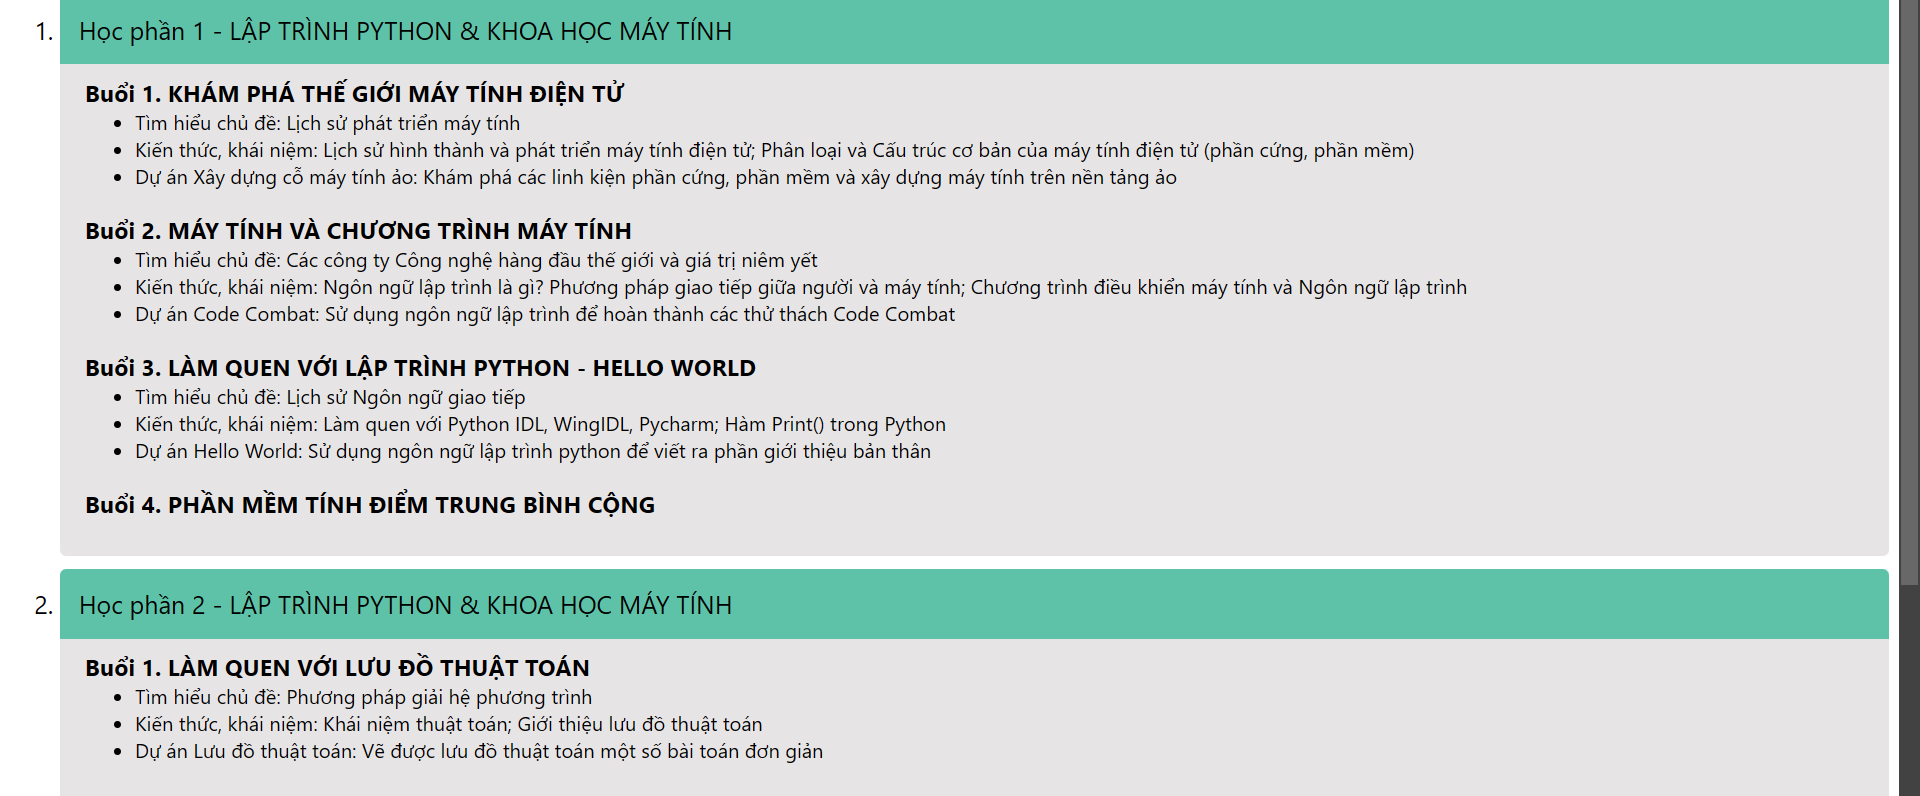 1. Học phần 1 - LẬP TRÌNH PYTHON & KHOA HỌC MÁY TÍNH
Buổi 1. KHÁM PHÁ THẾ GIỚI MÁY TÍNH ĐIỆN TỬ
• Tìm hiểu chủ đề: Lịch sử phát triển máy tính
• Kiến thức, khái niệm: Lịch sử hình thành và phát triển máy tính điện tử; Phân loại và Cấu trúc cơ bản của máy tính điện tử (phần cứng, phần mềm)
• Dự án Xây dựng cỗ máy tính ảo: Khám phá các linh kiện phần cứng, phần mềm và xây dựng máy tính trên nền tảng ảo
Buổi 2. MÁY TÍNH VÀ CHƯƠNG TRÌNH MÁY TÍNH
• Tìm hiểu chủ đề: Các công ty Công nghệ hàng đầu thế giới và giá trị niêm yết
• Kiến thức, khái niệm: Ngôn ngữ lập trình là gì? Phương pháp giao tiếp giữa người và máy tính; Chương trình điều khiển máy tính và Ngôn ngữ lập trình
• Dự án Code Combat: Sử dụng ngôn ngữ lập trình để hoàn thành các thử thách Code Combat
Buổi 3. LÀM QUEN VỚI LẬP TRÌNH PYTHON - HELLO WORLD
• Tìm hiểu chủ đề: Lịch sử Ngôn ngữ giao tiếp
• Kiến thức, khái niệm: Làm quen với Python IDL, WingIDL, Pycharm; Hàm Print() trong Python
• Dự án Hello World: Sử dụng ngôn ngữ lập trình python để viết ra phần giới thiệu bản thân
Buổi 4. PHẦN MỀM TÍNH ĐIỂM TRUNG BÌNH CỘNG
2. Học phần 2 - LẬP TRÌNH PYTHON & KHOA HỌC MÁY TÍNH
Buổi 1. LÀM QUEN VỚI LƯU ĐỒ THUẬT TOÁN
• Tìm hiểu chủ đề: Phương pháp giải hệ phương trình
• Kiến thức, khái niệm: Khái niệm thuật toán; Giới thiệu lưu đồ thuật toán
• Dự án Lưu đồ thuật toán: Vẽ được lưu đồ thuật toán một số bài toán đơn giản